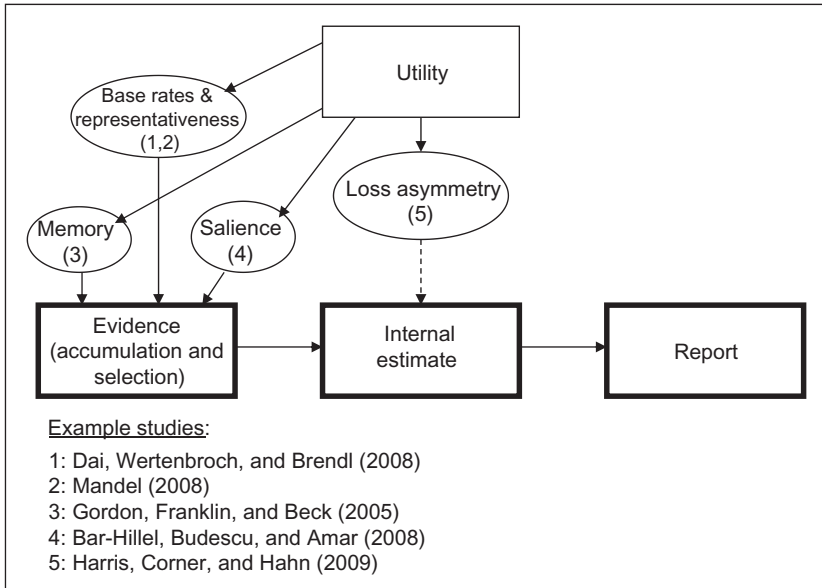 Utility
Base rates &
representativeness
(1,2)
Loss asymmetry
(5)
Memory
(3)
Salience
(4)
Evidence
(accumulation and
selection)
Internal
estimate
Report
Example studies:
1: Dai, Wertenbroch, and Brendl (2008)
2: Mandel (2008)
3: Gordon, Franklin, and Beck (2005)
4: Bar-Hillel, Budescu, and Amar (2008)
5: Harris, Corner, and Hahn (2009)